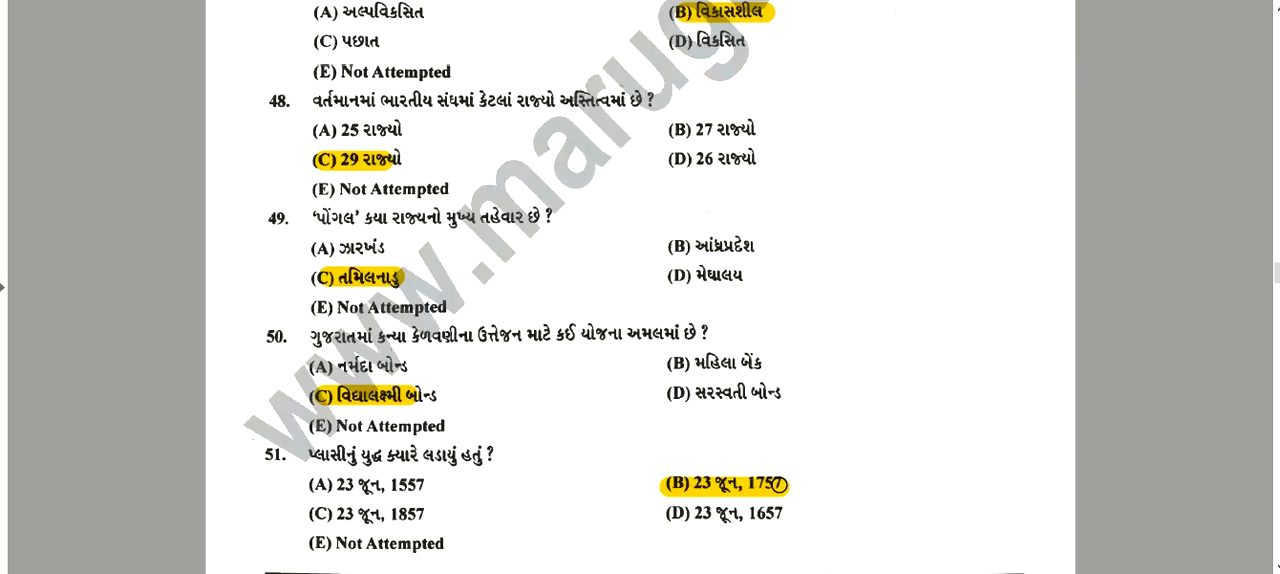 (A) અલ્પવિકસિત (B) વિકાસશીલ
(C) પછાત (D) વિકસિત
(E) Not Attempted
48. વર્તમાનમાં ભારતીય સંઘમાં કેટલાં રાજ્યો અસ્તિત્વમાં છે ?
(A) 25 રાજ્યો (B) 27 રાજ્યો
(C) 29 રાજ્યો (D) 26 રાજ્યો
(E) Not Attempted
49. ‘પોંગલ’ કયા રાજ્યનો મુખ્ય તહેવાર છે ?
(A) ઝારખંડ (B) આંધ્રપ્રદેશ
(C) તમિલનાડુ (D) મેઘાલય
(E) Not Attempted
50. ગુજરાતમાં કન્યા કેળવણીના ઉત્તેજન માટે કઈ યોજના અમલમાં છે ?
(A) નર્મદા બોન્ડ (B) મહિલા બેંક
(C) વિદ્યાલક્ષ્મી બોન્ડ (D) સરસ્વતી બોન્ડ
(E) Not Attempted
51. પ્લાસીનું યુદ્ધ ક્યારે લડાયું હતું ?
(A) 23 જૂન, 1557 (B) 23 જૂન, 1757
(C) 23 જૂન, 1857 (D) 23 જૂન, 1657
(E) Not Attempted
www.marug